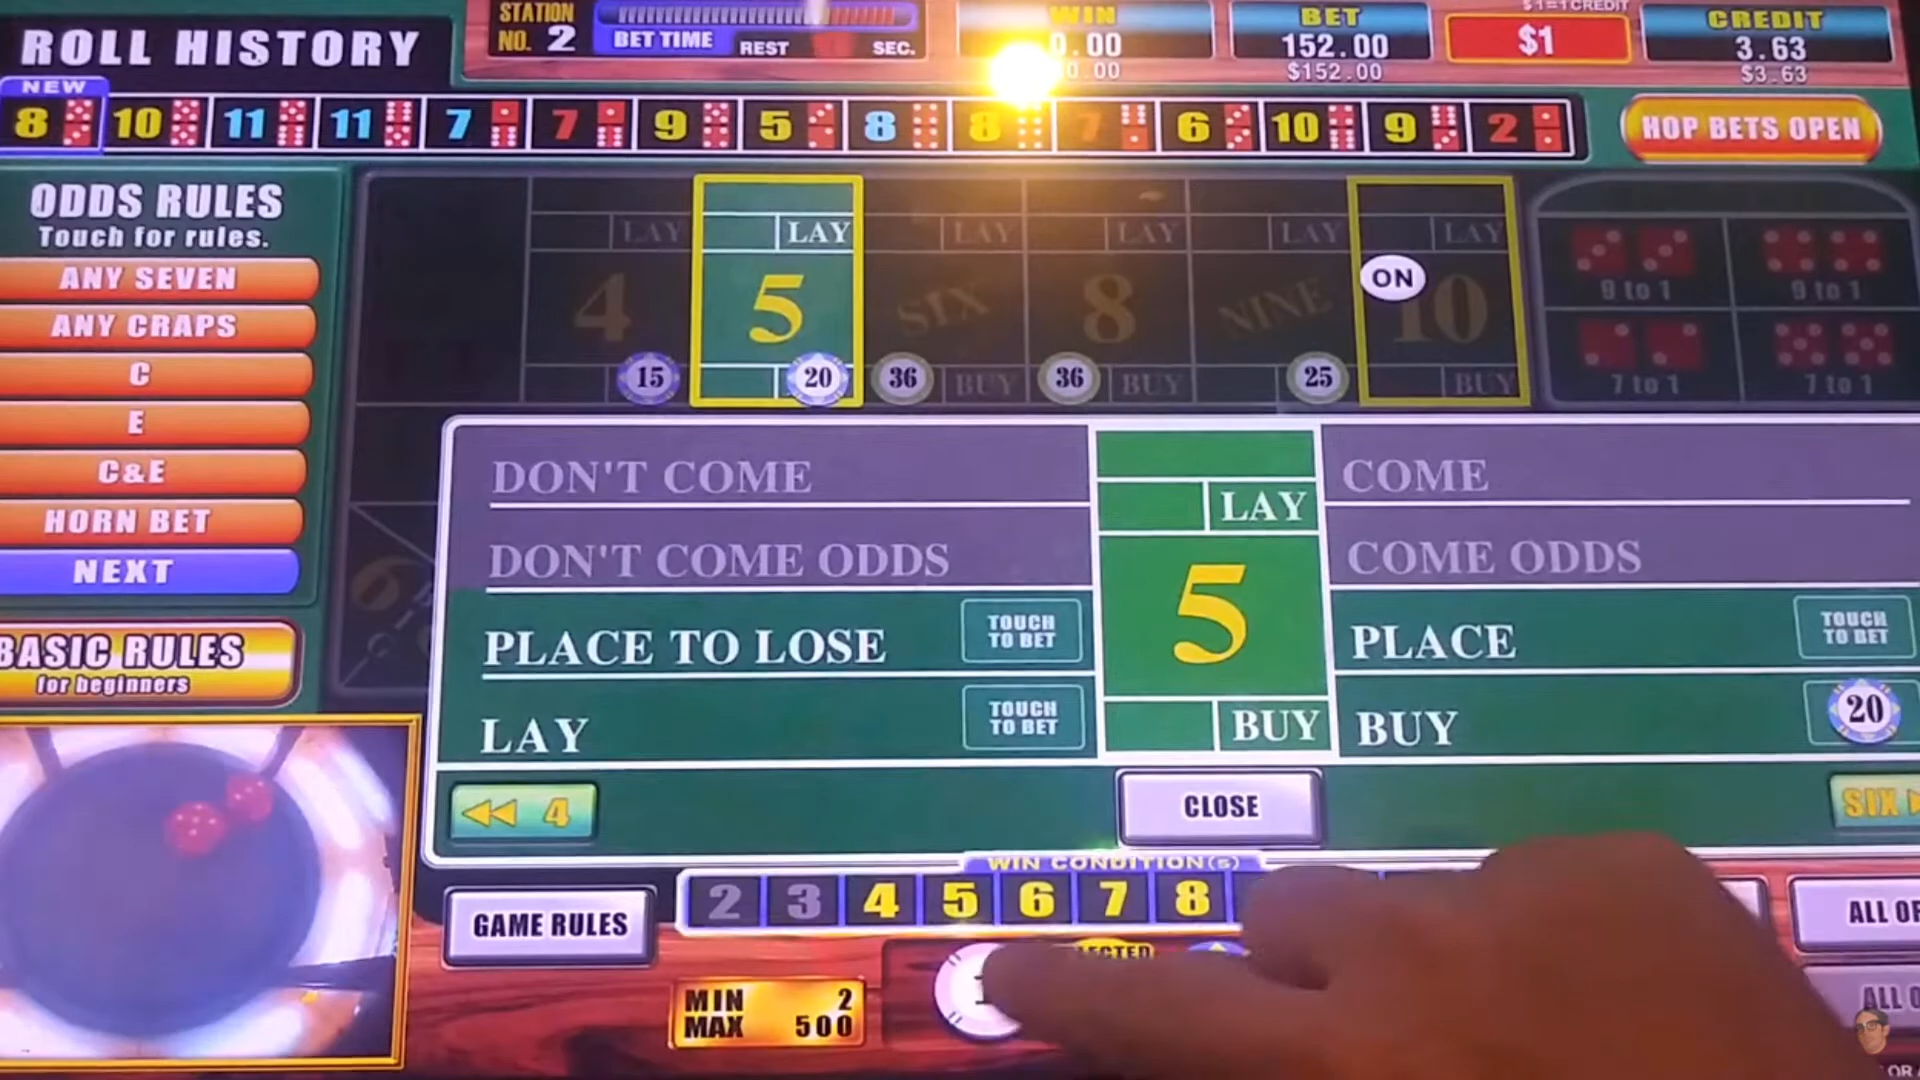 ROLL HISTORY
STATION
NO. 2
BET TIME REST SEC.
WIN
0.00
0.00
BET
152.00
$152.00
$1=1CREDIT
$1
CREDIT
3.63
$3.63
NEW
8 10 11 11 7 7 9 5 8 8 7 6 10 9 2
HOP BETS OPEN
ODDS RULES
Touch for rules.
ANY SEVEN
ANY CRAPS
C
E
C&E
HORN BET
NEXT
BASIC RULES
for beginners
LAY LAY LAY LAY LAY LAY
4 5 SIX 8 NINE 10
ON
15 20 36 BUY 36 BUY 25 BUY
9 to 1 9 to 1
7 to 1 7 to 1
6
DON'T COME
DON'T COME ODDS
PLACE TO LOSE
TOUCH
TO BET
LAY
TOUCH
TO BET
LAY
5
BUY
COME
COME ODDS
PLACE
TOUCH
TO BET
BUY
20
4
CLOSE
SIX
WIN CONDITION(S)
2 3 4 5 6 7 8
GAME RULES
MIN 2
MAX 500
ALL
ALL